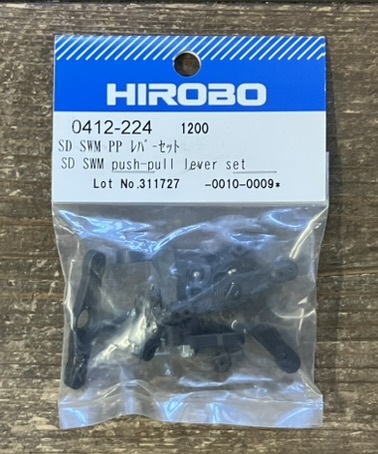 HIROBO
0412-224 1200
SD SWM PP ﾚﾊﾞｰｾｯﾄ
SD SWM push-pull lever set
Lot No.311727 -0010-0009*